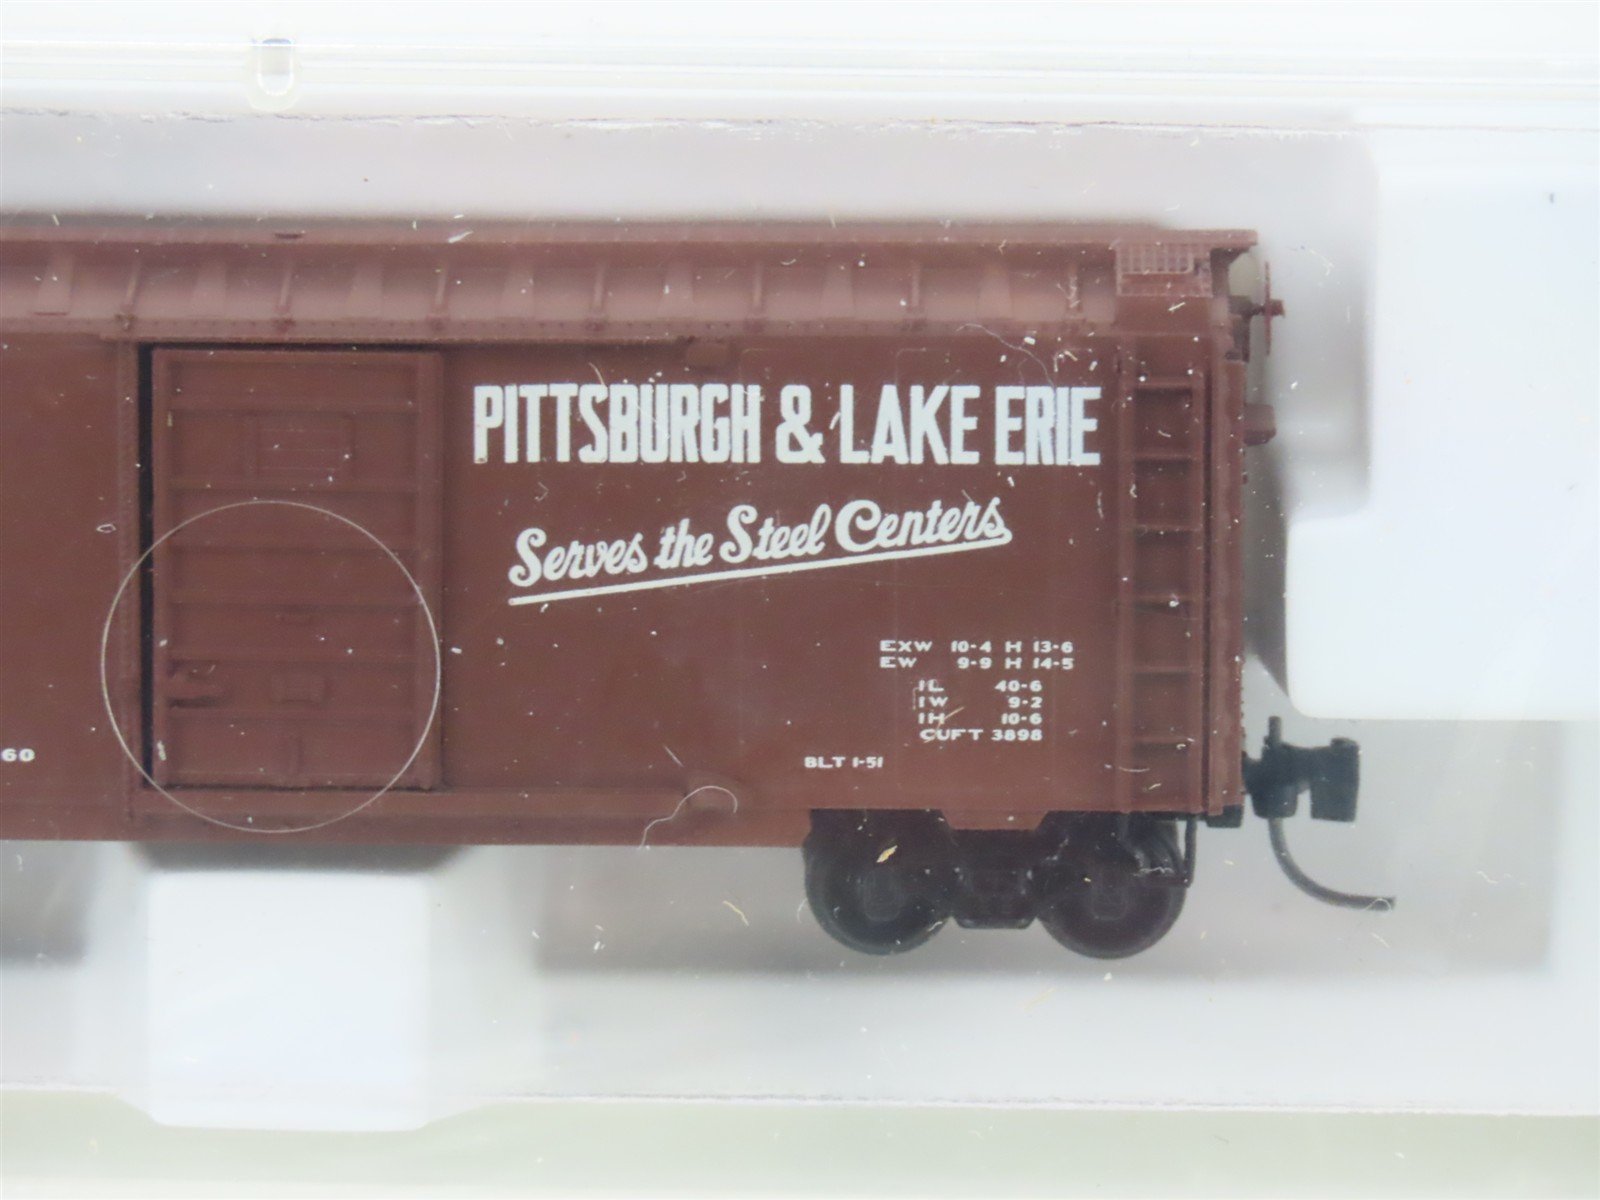 PITTSBURGH & LAKE ERIE
Serves the Steel Centers
EXW 10-4 H 13-6
EW 9-9 H 14-5
IL 40-6
IW 9-2
IH 10-6
CUFT 3898
BLT 1-51
60